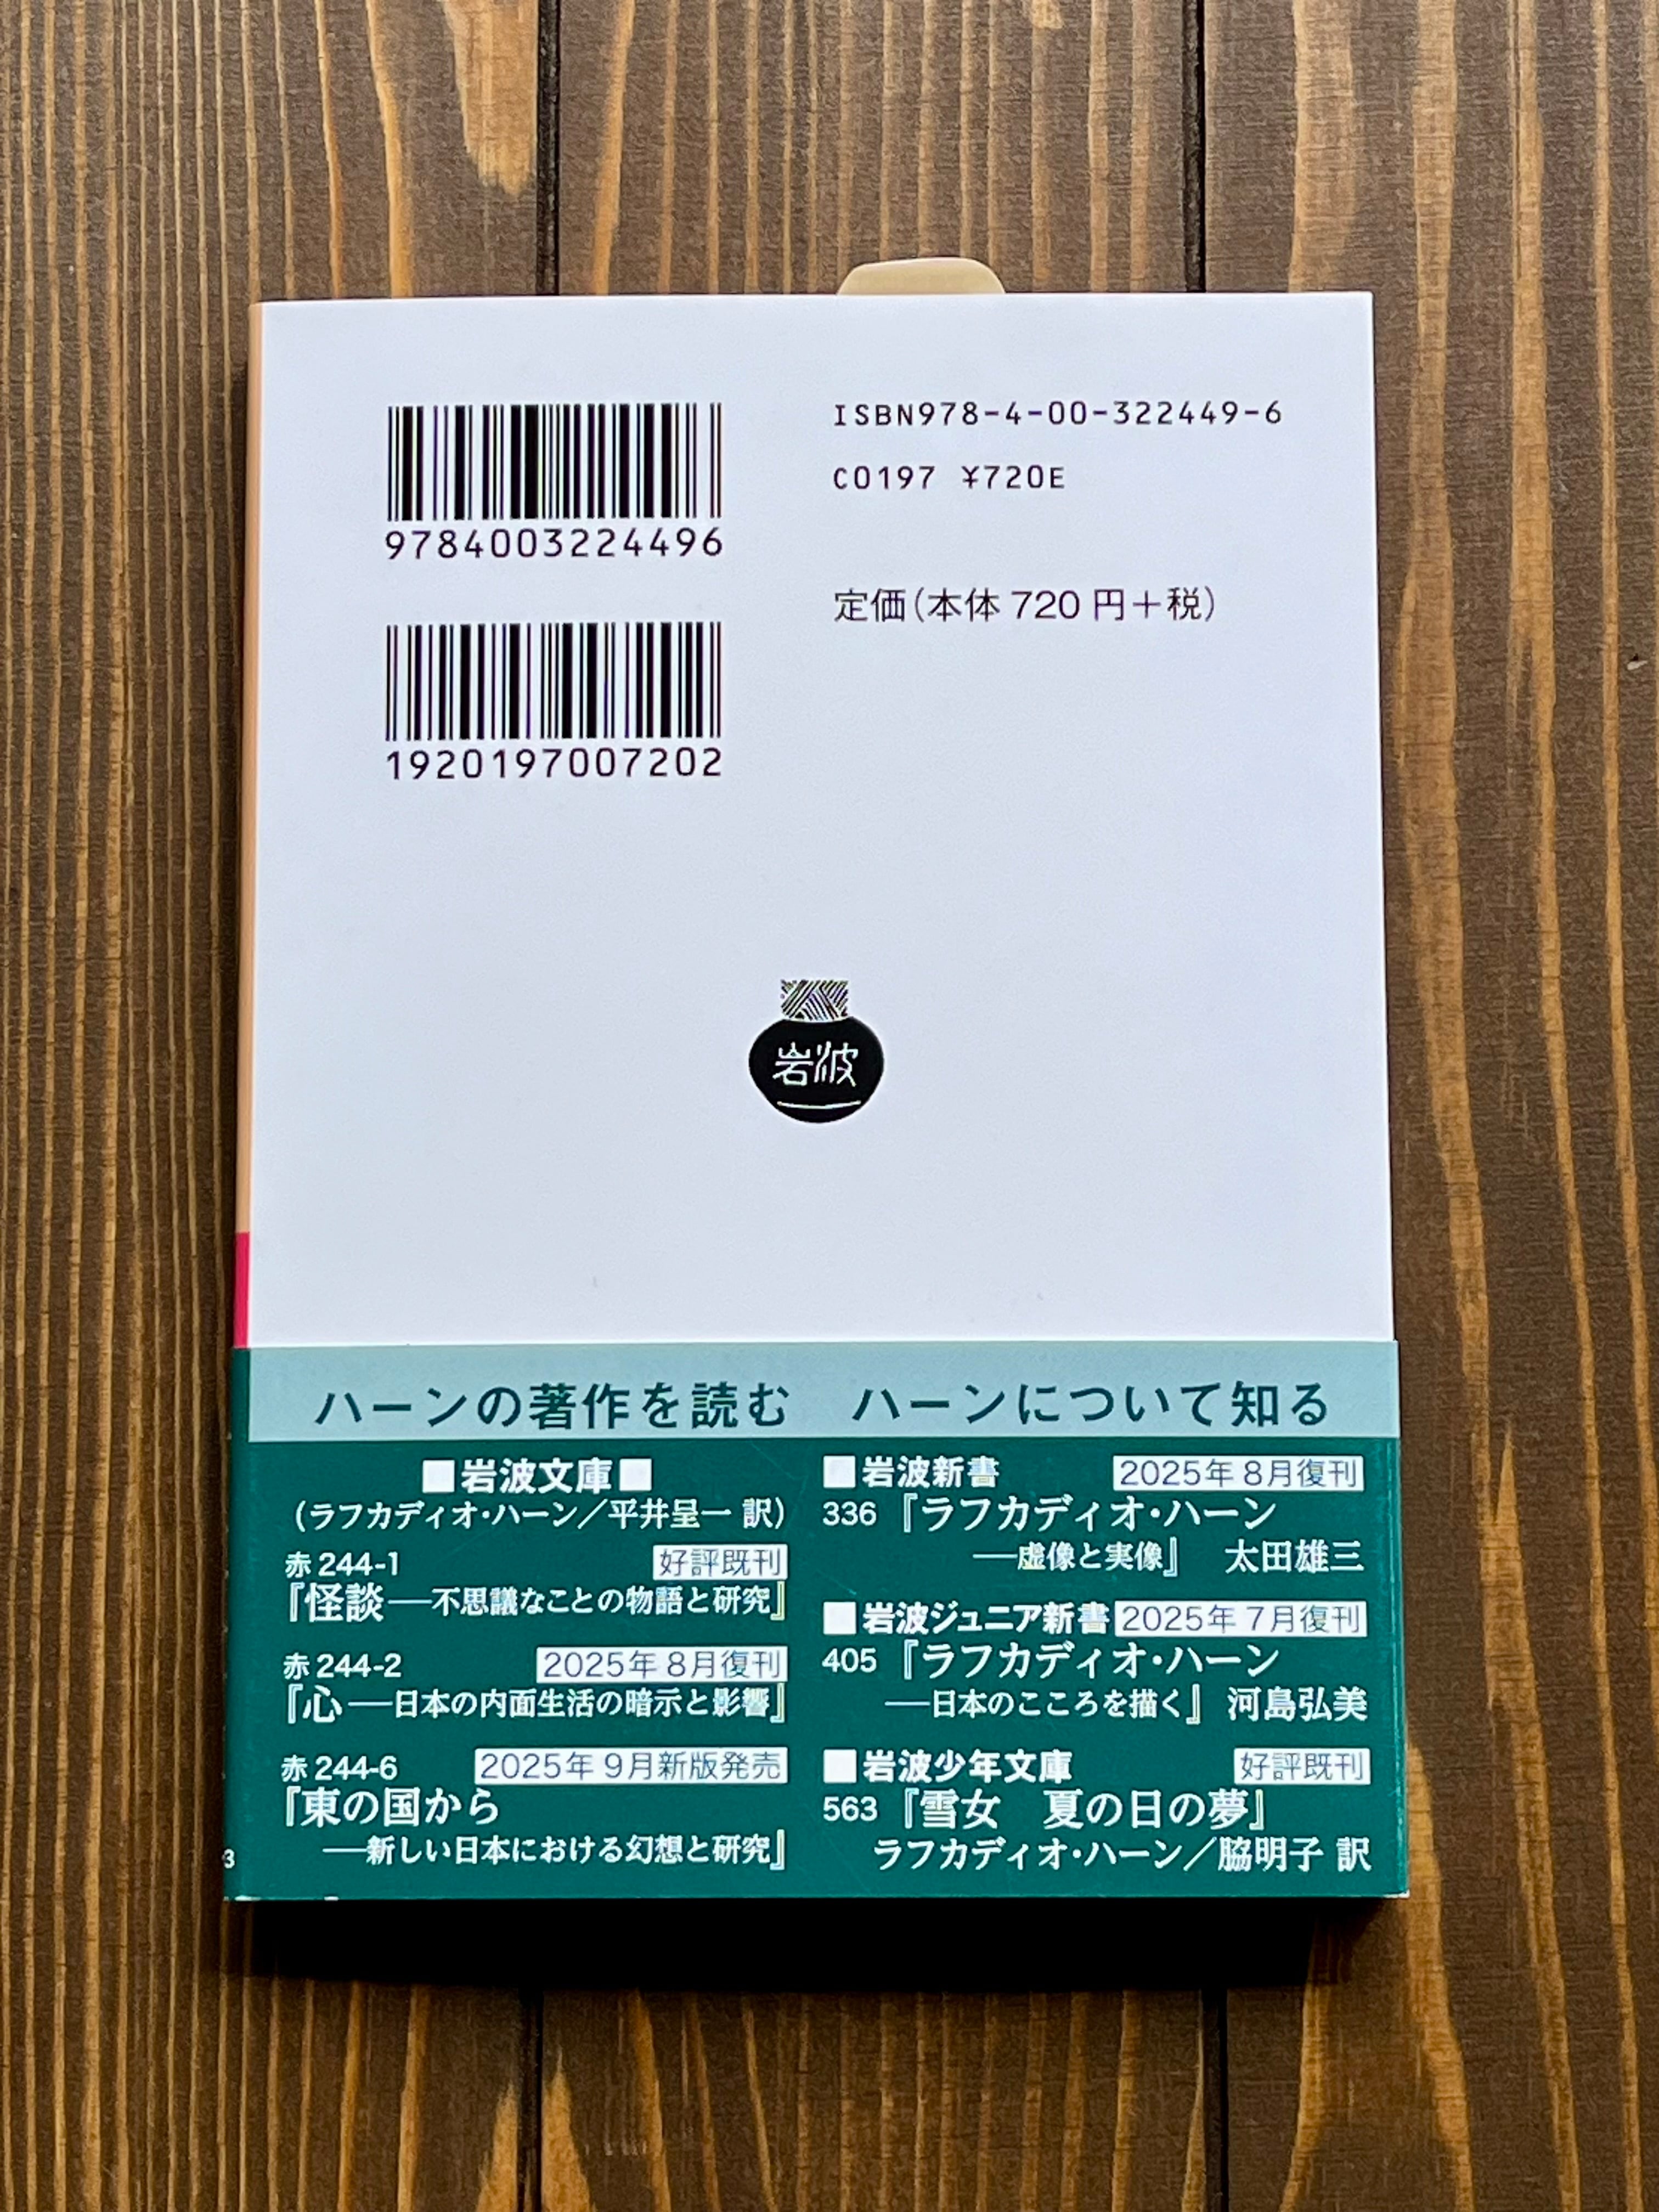 9784003224496
1920197007202
ISBN978-4-00-322449-6
C0197 ¥720E
定価(本体 720 円+税)
岩波
ハーンの著作を読む
■岩波文庫■
(ラフカディオ・ハーン/平井呈一 訳)
赤 244-1 好評既刊
『怪談──不思議なことの物語と研究』
赤 244-2 2025年 8月復刊
『心──日本の内面生活の暗示と影響』
赤 244-6 2025年 9月新版発売
『東の国から
──新しい日本における幻想と研究』
ハーンについて知る
■岩波新書 2025年 8月復刊
336 『ラフカディオ・ハーン
──虚像と実像』 太田雄三
■岩波ジュニア新書 2025年 7月復刊
405 『ラフカディオ・ハーン
──日本のこころを描く』 河島弘美
■岩波少年文庫 好評既刊
563 『雪女 夏の日の夢』
ラフカディオ・ハーン/脇明子 訳
3